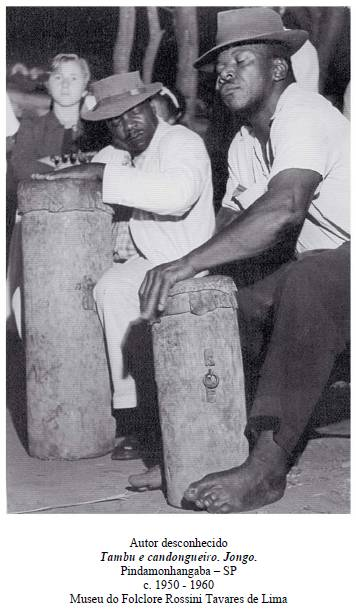 Autor desconhecido
Tambu e candongueiro. Jongo.
Pindamonhangaba – SP
c. 1950 - 1960
Museu do Folclore Rossini Tavares de Lima